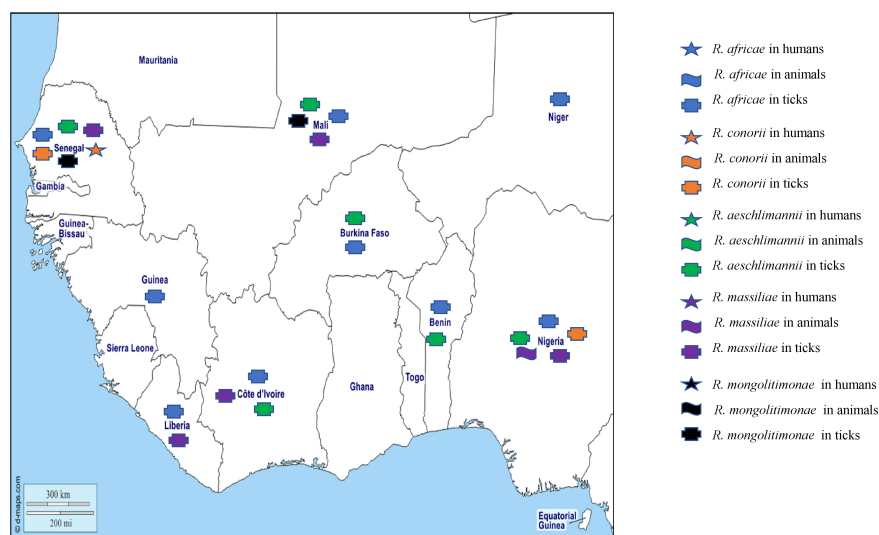 Mauritania
Mali
Niger
Senegal
Gambia
Guinea-
Bissau
Burkina Faso
Guinea
Benin
Nigeria
Sierra Leone
Côte d'Ivoire
Ghana
Togo
Liberia
Equatorial
Guinea
300 km
200 mi
© d-maps.com
R. africae in humans
R. africae in animals
R. africae in ticks
R. conorii in humans
R. conorii in animals
R. conorii in ticks
R. aeschlimannii in humans
R. aeschlimannii in animals
R. aeschlimannii in ticks
R. massiliae in humans
R. massiliae in animals
R. massiliae in ticks
R. mongolitimonae in humans
R. mongolitimonae in animals
R. mongolitimonae in ticks